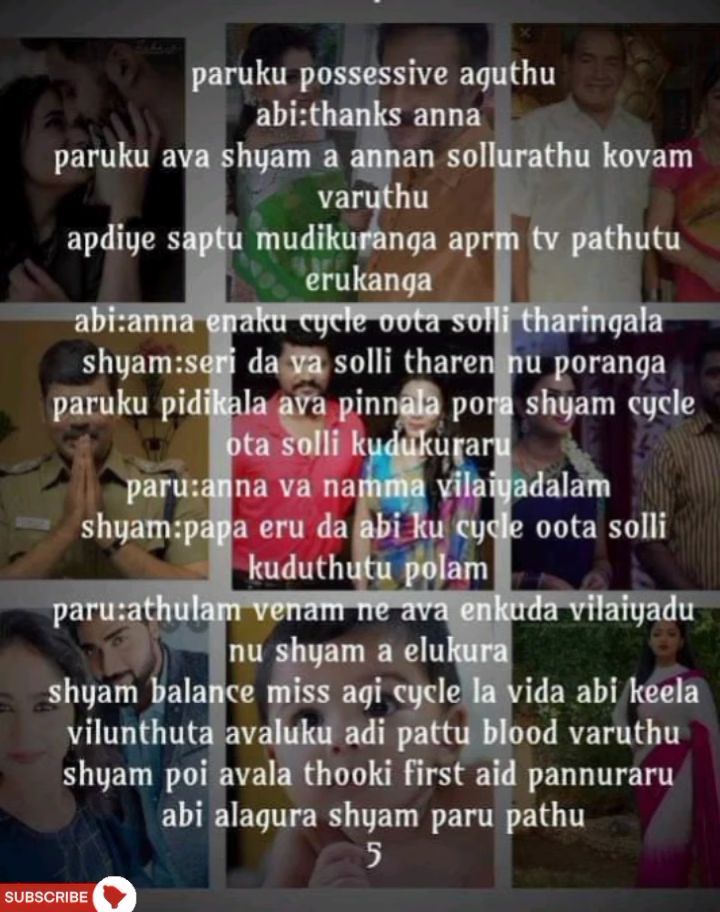 paruku possessive aguthu
abi:thanks anna
paruku ava shyam a annan sollurathu kovam
varuthu
apdiye saptu mudikuranga aprm tv pathutu
erukanga
abi:anna enaku cycle oota solli tharingala
shyam:seri da va solli tharen nu poranga
paruku pidikala ava pinnala pora shyam cycle
ota solli kudukuraru
paru:anna va namma vilaiyadalam
shyam:papa eru da abi ku cycle oota solli
kuduthutu polam
paru:athulam venam ne ava enkuda vilaiyadu
nu shyam a elukura
shyam balance miss agi cycle la vida abi keela
vilunthuta avaluku adi pattu blood varuthu
shyam poi avala thooki first aid pannuraru
abi alagura shyam paru pathu
5
SUBSCRIBE